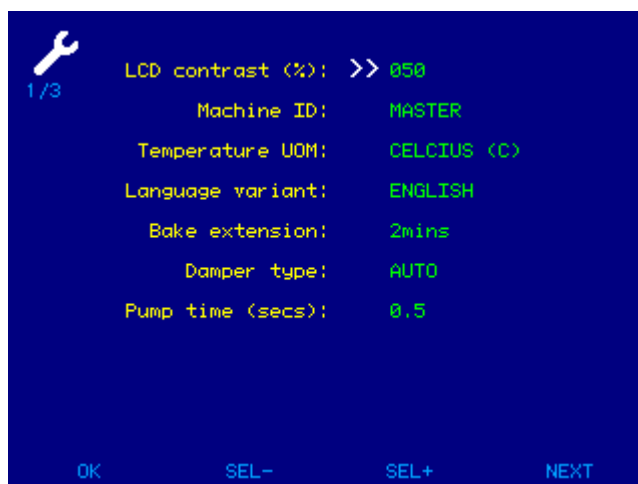 LCD contrast (%): >> 050
1/3
Machine ID: MASTER
Temperature UOM: CELCIUS (C)
Language variant: ENGLISH
Bake extension: 2mins
Damper type: AUTO
Pump time (secs): 0.5
OK SEL- SEL+ NEXT